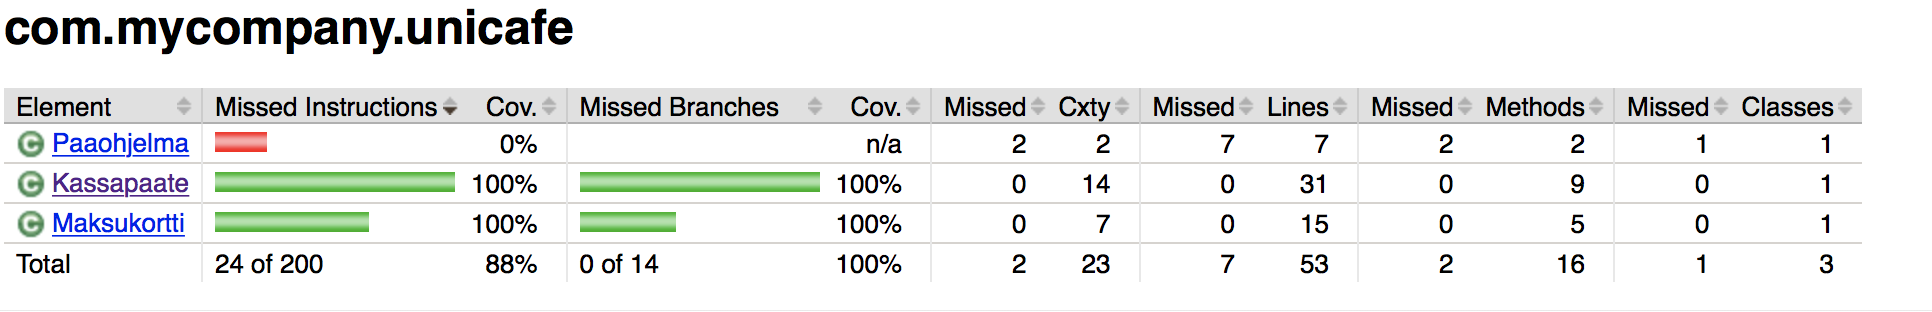 com.mycompany.unicafe
Element Missed Instructions Cov. Missed Branches Cov. Missed Cxty Missed Lines Missed Methods Missed Classes
C Paaohjelma 0% n/a 2 2 7 7 2 2 1 1
C Kassapaate 100% 100% 0 14 0 31 0 9 0 1
C Maksukortti 100% 100% 0 7 0 15 0 5 0 1
Total 24 of 200 88% 0 of 14 100% 2 23 7 53 2 16 1 3